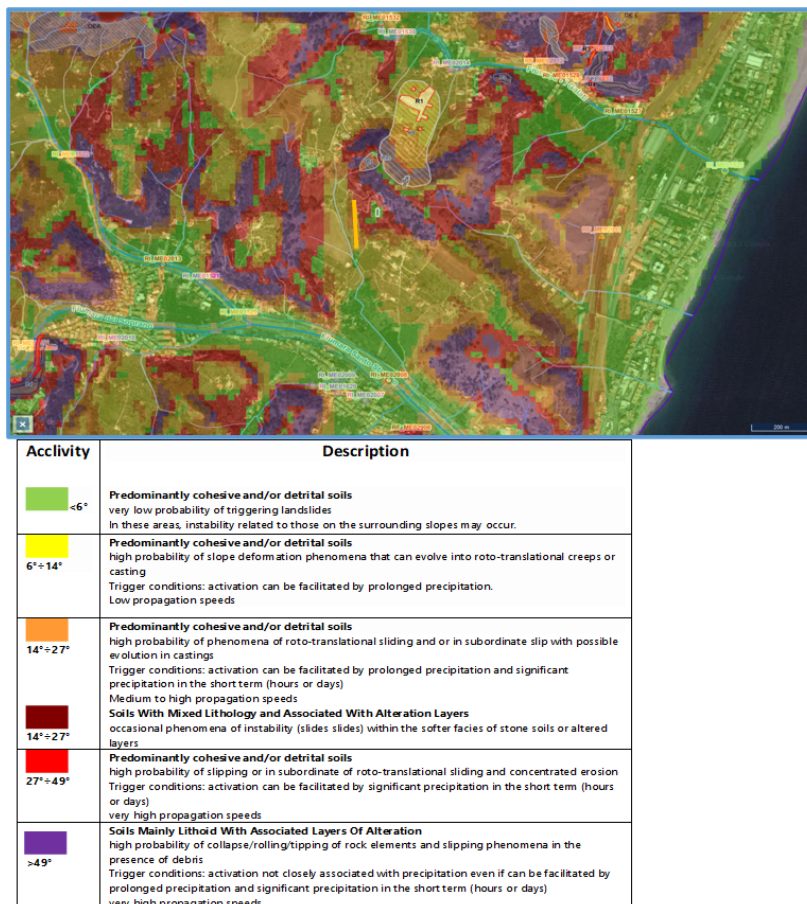 R1
RI_ME02013
RI_ME02008
200 m
Acclivity
Description
<6°
Predominantly cohesive and/or detrital soils
very low probability of triggering landslides
In these areas, instability related to those on the surrounding slopes may occur.
6°÷14°
Predominantly cohesive and/or detrital soils
high probability of slope deformation phenomena that can evolve into roto-translational creeps or
casting
Trigger conditions: activation can be facilitated by prolonged precipitation.
Low propagation speeds
14°÷27°
Predominantly cohesive and/or detrital soils
high probability of phenomena of roto-translational sliding and or in subordinate slip with possible
evolution in castings
Trigger conditions: activation can be facilitated by prolonged precipitation and significant
precipitation in the short term (hours or days)
Medium to high propagation speeds
14°÷27°
Soils With Mixed Lithology and Associated With Alteration Layers
occasional phenomena of instability (slides slides) within the softer facies of stone soils or altered
layers
27°÷49°
Predominantly cohesive and/or detrital soils
high probability of slipping or in subordinate of roto-translational sliding and concentrated erosion
Trigger conditions: activation can be facilitated by significant precipitation in the short term (hours
or days)
very high propagation speeds
>49°
Soils Mainly Lithoid With Associated Layers Of Alteration
high probability of collapse/rolling/tipping of rock elements and slipping phenomena in the
presence of debris
Trigger conditions: activation not closely associated with precipitation even if can be facilitated by
prolonged precipitation and significant precipitation in the short term (hours or days)
very high propagation speeds